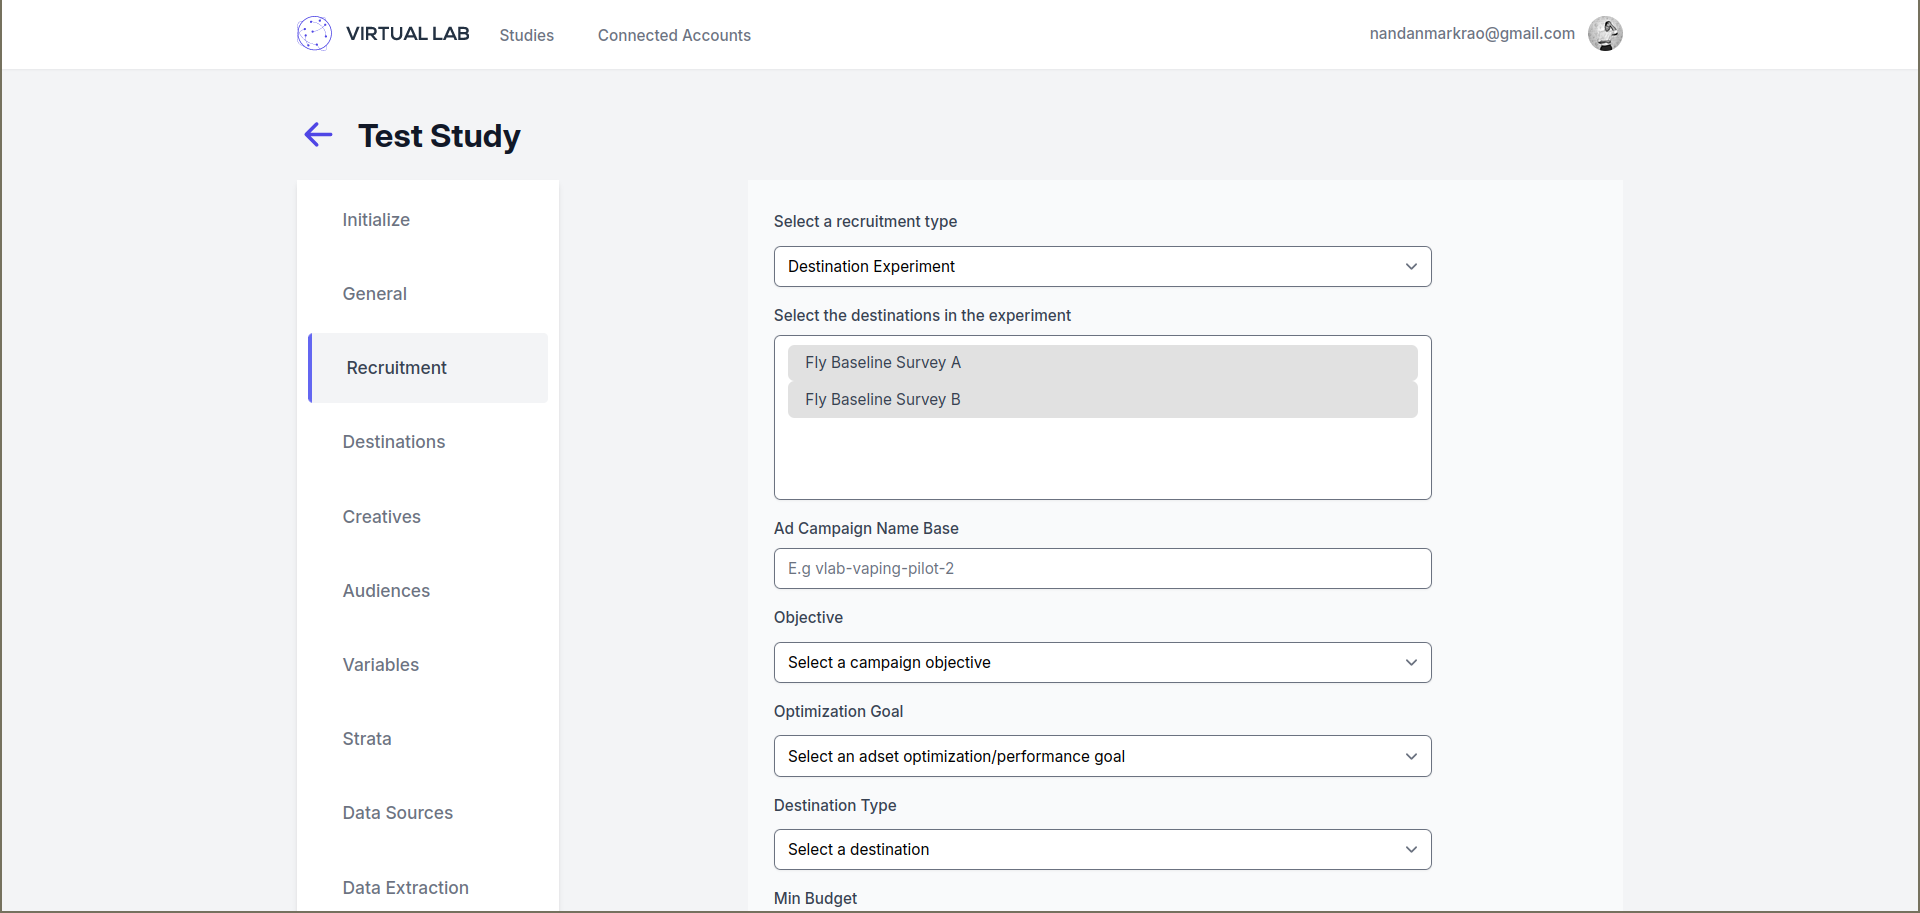 VIRTUAL LAB
Studies
Connected Accounts
nandanmarkrao@gmail.com
Test Study
Initialize
General
Recruitment
Destinations
Creatives
Audiences
Variables
Strata
Data Sources
Data Extraction
Select a recruitment type
Destination Experiment
Select the destinations in the experiment
Fly Baseline Survey A
Fly Baseline Survey B
Ad Campaign Name Base
E.g vlab-vaping-pilot-2
Objective
Select a campaign objective
Optimization Goal
Select an adset optimization/performance goal
Destination Type
Select a destination
Min Budget